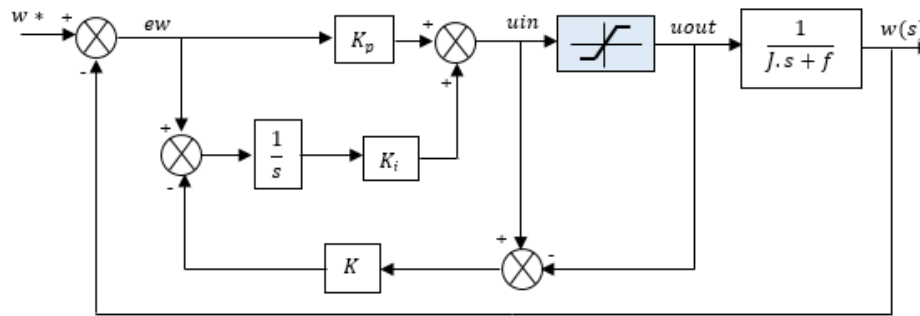 w *
+
-
ew
K_p
+
+
uin
uout
1
J.s + f
w(s
+
-
1
s
K_i
K
+
-